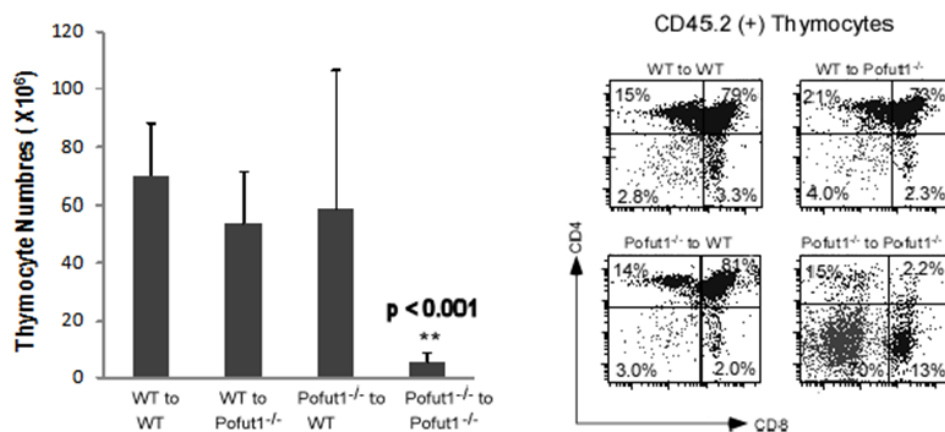 120
100
80
60
40
20
0
Thymocyte Numbres ( X10⁶)
p < 0.001
**
WT to
WT
WT to
Pofut1⁻/⁻
Pofut1⁻/⁻ to
WT
Pofut1⁻/⁻ to
Pofut1⁻/⁻
CD45.2 (+) Thymocytes
WT to WT
15% 79%
2.8% 3.3%
WT to Pofut1⁻/⁻
21% 73%
4.0% 2.3%
Pofut1⁻/⁻ to WT
14% 81%
3.0% 2.0%
Pofut1⁻/⁻ to Pofut1⁻/⁻
15% 2.2%
70% 13%
CD4
CD8